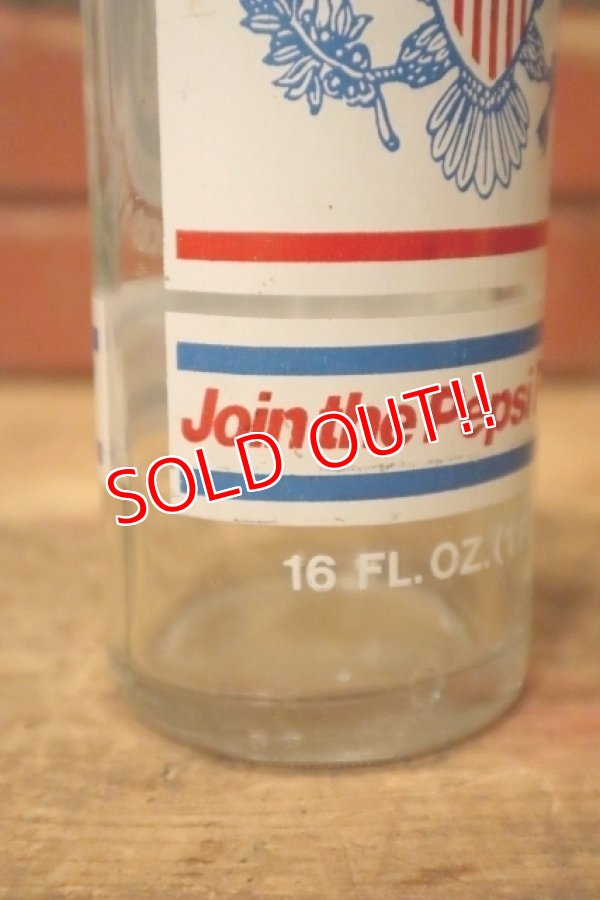 Join the Pepsi
SOLD OUT!!
16 FL. OZ.